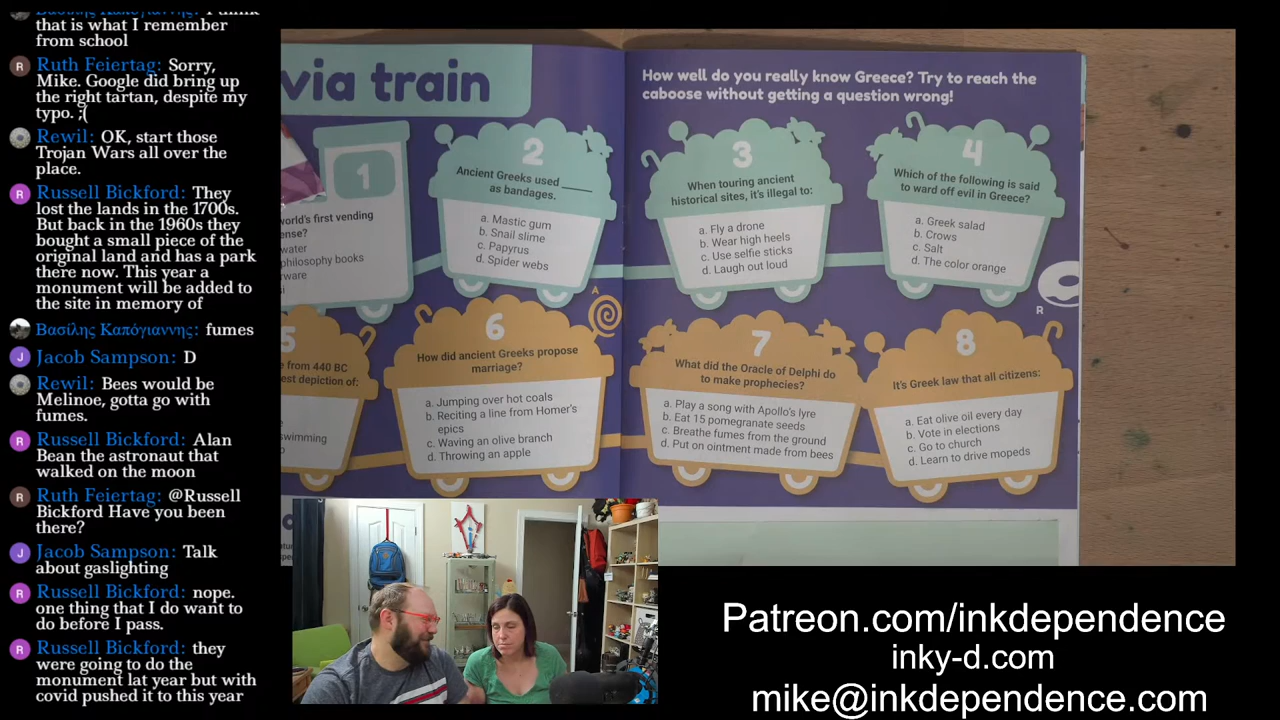 that is what I remember
from school
Ruth Feiertag: Sorry,
Mike. Google did bring up
the right tartan, despite my
typo. ;(
Rewil: OK, start those
Trojan Wars all over the
place.
Russell Bickford: They
lost the lands in the 1700s.
But back in the 1960s they
bought a small piece of the
original land and has a park
there now. This year a
monument will be added to
the site in memory of
Βασίλης Καπόγιαννης: fumes
Jacob Sampson: D
Rewil: Bees would be
Melinoe, gotta go with
fumes.
Russell Bickford: Alan
Bean the astronaut that
walked on the moon
Ruth Feiertag: @Russell
Bickford Have you been
there?
Jacob Sampson: Talk
about gaslighting
Russell Bickford: nope.
one thing that I do want to
do before I pass.
Russell Bickford: they
were going to do the
monument lat year but with
covid pushed it to this year
via train
How well do you really know Greece? Try to reach the
caboose without getting a question wrong!
1
world's first vending
ense?
water
philosophy books
ware
2
Ancient Greeks used _____
as bandages.
a. Mastic gum
b. Snail slime
c. Papyrus
d. Spider webs
3
When touring ancient
historical sites, it's illegal to:
a. Fly a drone
b. Wear high heels
c. Use selfie sticks
d. Laugh out loud
4
Which of the following is said
to ward off evil in Greece?
a. Greek salad
b. Crows
c. Salt
d. The color orange
R
5
e from 440 BC
est depiction of:
swimming
6
A
How did ancient Greeks propose
marriage?
a. Jumping over hot coals
b. Reciting a line from Homer's
epics
c. Waving an olive branch
d. Throwing an apple
7
What did the Oracle of Delphi do
to make prophecies?
a. Play a song with Apollo's lyre
b. Eat 15 pomegranate seeds
c. Breathe fumes from the ground
d. Put on ointment made from bees
8
It's Greek law that all citizens:
a. Eat olive oil every day
b. Vote in elections
c. Go to church
d. Learn to drive mopeds
Patreon.com/inkdependence
inky-d.com
mike@inkdependence.com